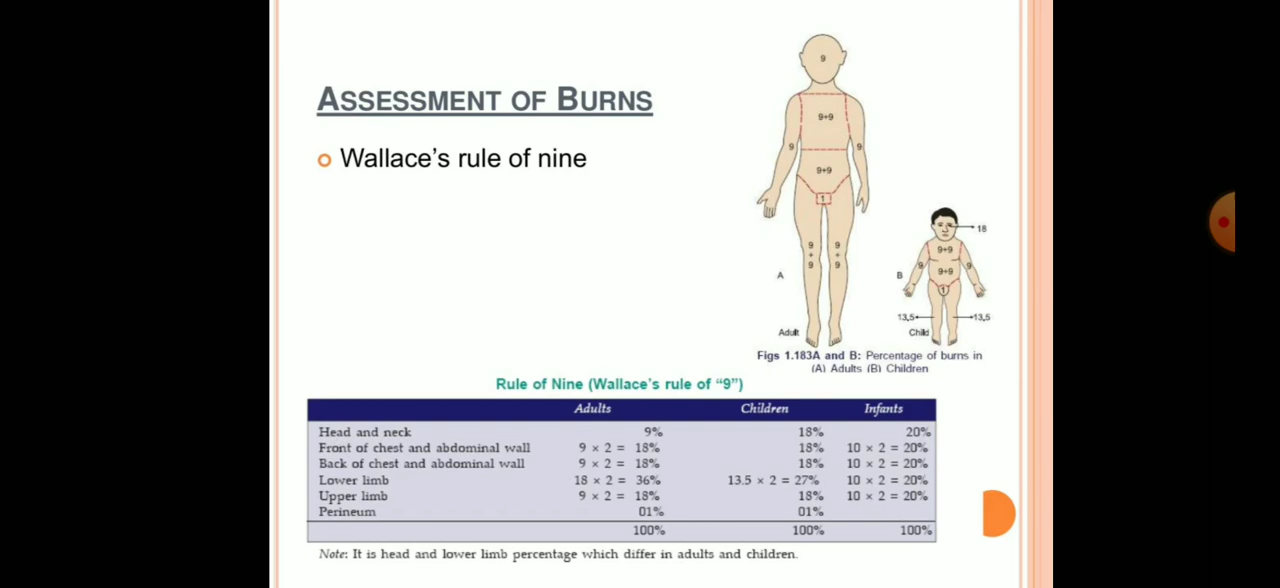 ASSESSMENT OF BURNS
Wallace's rule of nine
9
9+9
9
9
9+9
1
9
+
9
9
+
9
A
Adult
18
9+9
9
9
9+9
B
1
13.5
13.5
Child
Figs 1.183A and B: Percentage of burns in
(A) Adults (B) Children
Rule of Nine (Wallace's rule of "9")
Adults Children Infants
Head and neck 9% 18% 20%
Front of chest and abdominal wall 9 × 2 = 18% 18% 10 × 2 = 20%
Back of chest and abdominal wall 9 × 2 = 18% 18% 10 × 2 = 20%
Lower limb 18 × 2 = 36% 13.5 × 2 = 27% 10 × 2 = 20%
Upper limb 9 × 2 = 18% 18% 10 × 2 = 20%
Perineum 01% 01%
100% 100% 100%
Note: It is head and lower limb percentage which differ in adults and children.